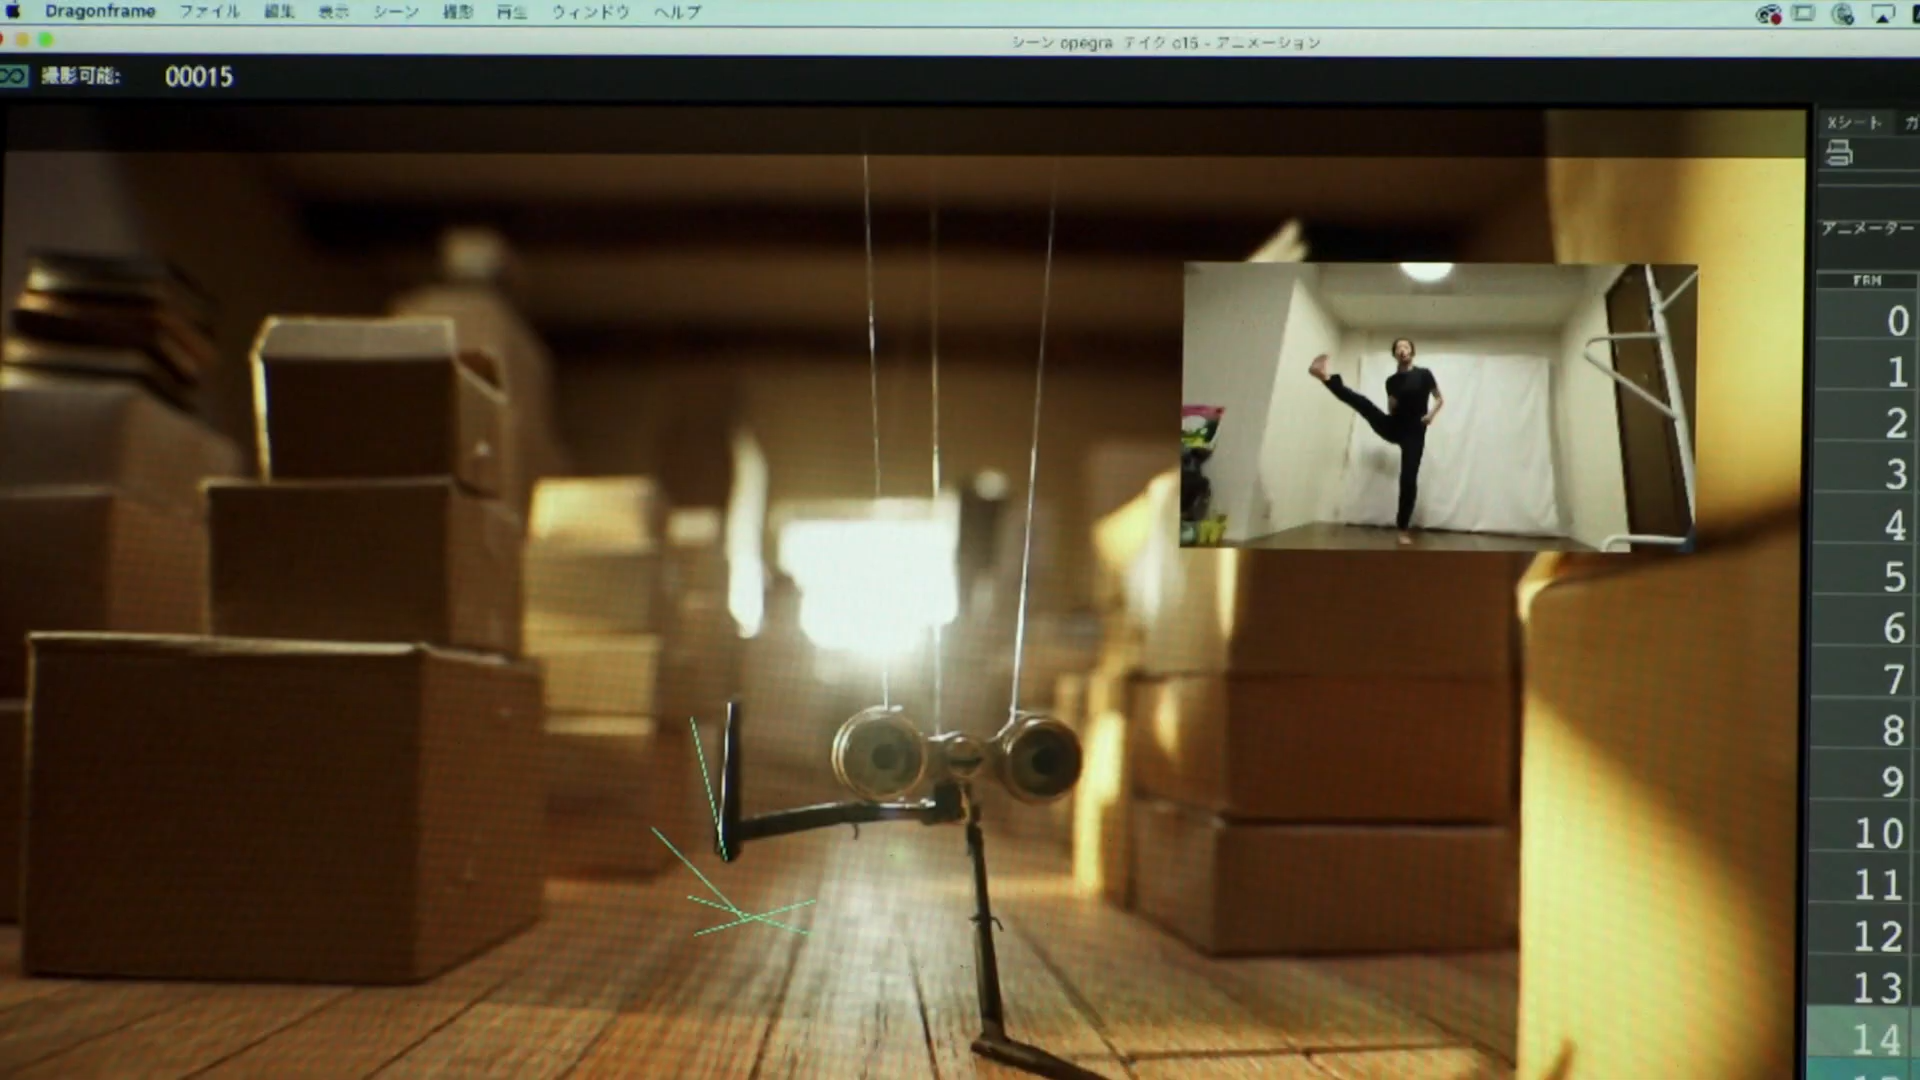 Dragonframe ファイル 編集 表示 シーン 撮影 再生 ウィンドウ ヘルプ
シーン opegra テイク c15 - アニメーション
撮影可能: 00015
Xシート
アニメーター
FRM
0
1
2
3
4
5
6
7
8
9
10
11
12
13
14